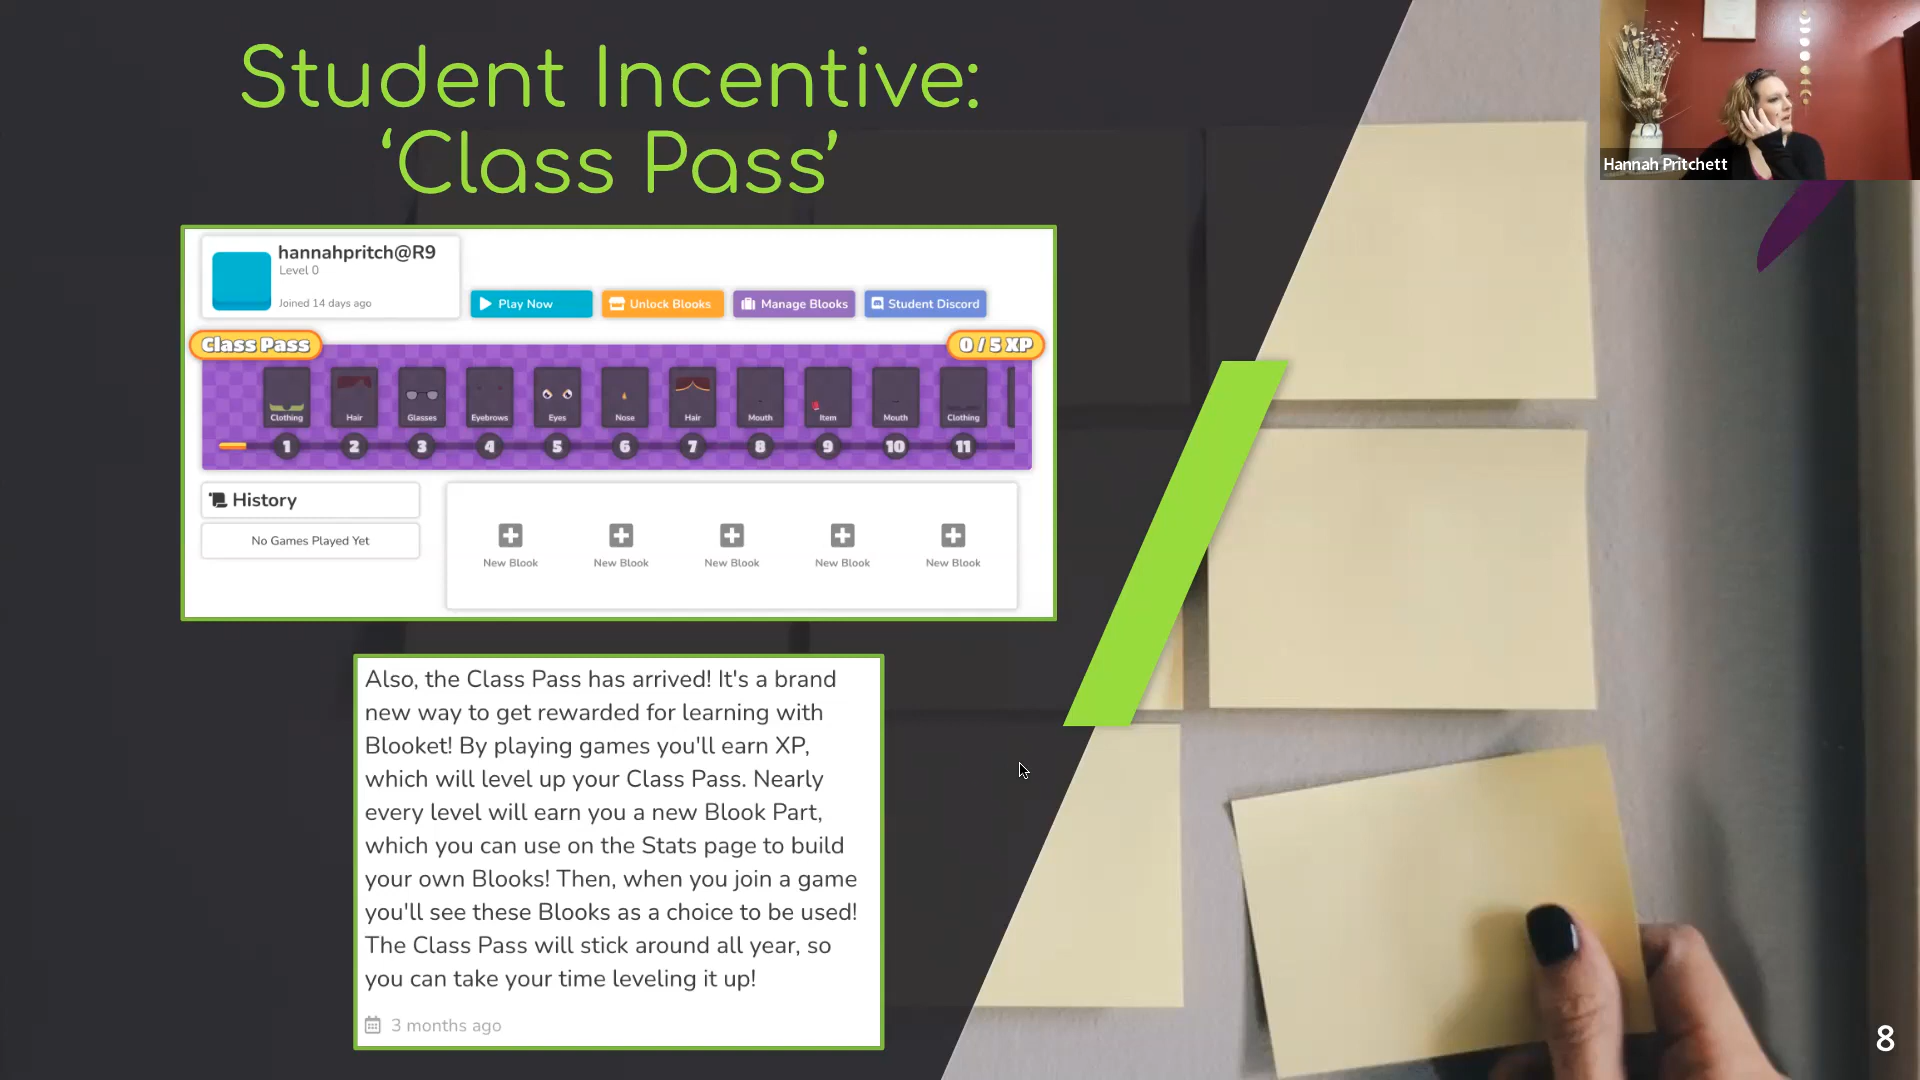 Student Incentive:
‘Class Pass’
Hannah Pritchett
hannahpritch@R9
Level 0
Joined 14 days ago
Play Now
Unlock Blooks
Manage Blooks
Student Discord
Class Pass
0 / 5 XP
Clothing Hair Glasses Eyebrows Eyes Nose Hair Mouth Item Mouth Clothing
1 2 3 4 5 6 7 8 9 10 11
History
No Games Played Yet
New Blook New Blook New Blook New Blook New Blook
Also, the Class Pass has arrived! It's a brand
new way to get rewarded for learning with
Blooket! By playing games you'll earn XP,
which will level up your Class Pass. Nearly
every level will earn you a new Blook Part,
which you can use on the Stats page to build
your own Blooks! Then, when you join a game
you'll see these Blooks as a choice to be used!
The Class Pass will stick around all year, so
you can take your time leveling it up!
3 months ago
8